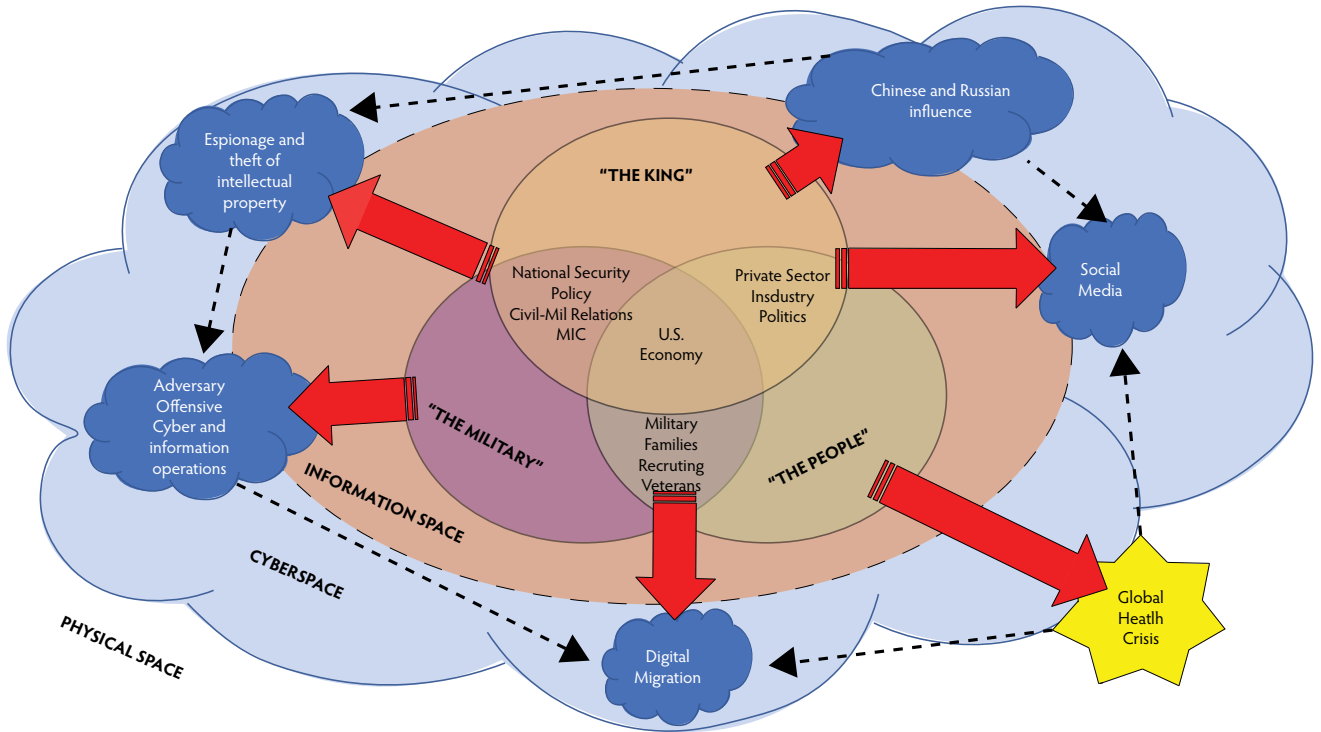 Chinese and Russian
influence
Espionage and
theft of
intellectual
property
“THE KING”
National Security
Policy
Civil-Mil Relations
MIC
Private Sector
Insdustry
Politics
Social
Media
U.S.
Economy
Adversary
Offensive
Cyber and
information
operations
“THE MILITARY”
Military
Families
Recruting
Veterans
“THE PEOPLE”
INFORMATION SPACE
CYBERSPACE
PHYSICAL SPACE
Digital
Migration
Global
Heatlh
Crisis